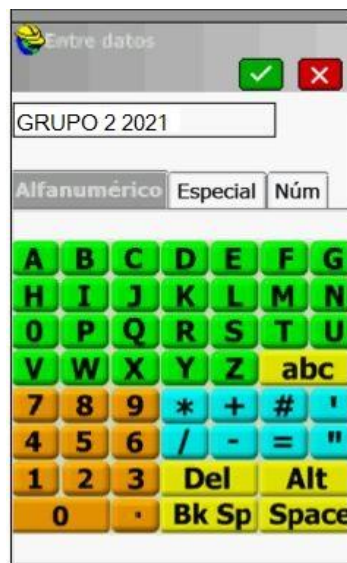 Entre datos
GRUPO 2 2021
Alfanumérico Especial Núm
A B C D E F G
H I J K L M N
O P Q R S T U
V W X Y Z abc
7 8 9 * + # '
4 5 6 / - = "
1 2 3 Del Alt
0 . Bk Sp Space